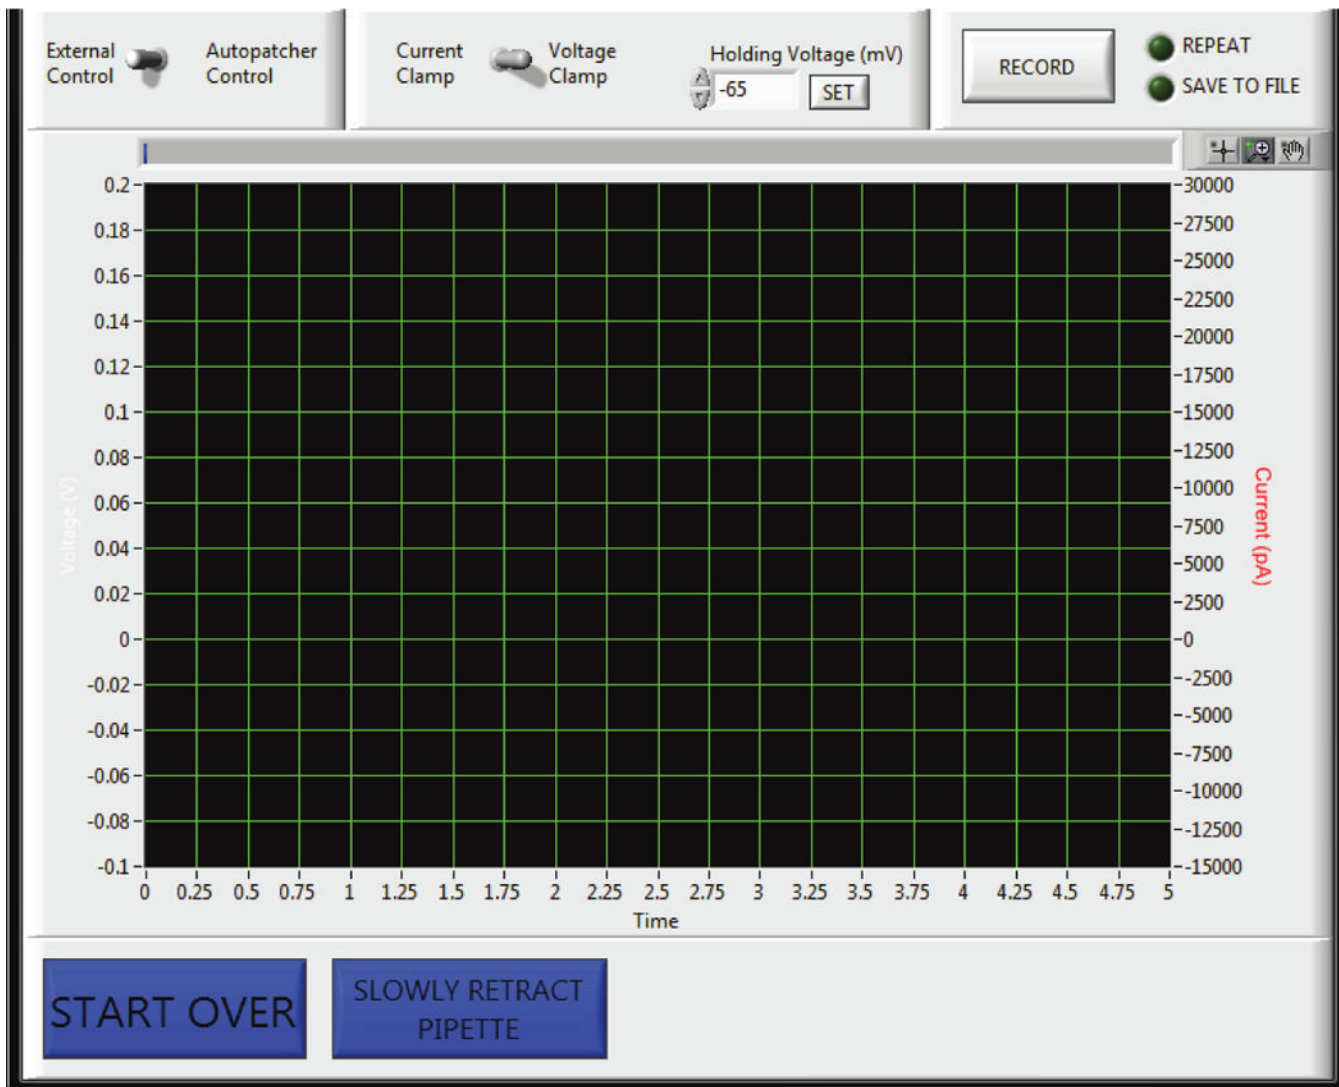 External
Control
Autopatcher
Control
Current
Clamp
Voltage
Clamp
Holding Voltage (mV)
-65
SET
RECORD
REPEAT
SAVE TO FILE
0.2
0.18
0.16
0.14
0.12
0.1
0.08
0.06
0.04
0.02
0
-0.02
-0.04
-0.06
-0.08
-0.1
Voltage (V)
30000
27500
25000
22500
20000
17500
15000
12500
10000
7500
5000
2500
0
-2500
-5000
-7500
-10000
-12500
-15000
Current (pA)
0 0.25 0.5 0.75 1 1.25 1.5 1.75 2 2.25 2.5 2.75 3 3.25 3.5 3.75 4 4.25 4.5 4.75 5
Time
START OVER
SLOWLY RETRACT
PIPETTE